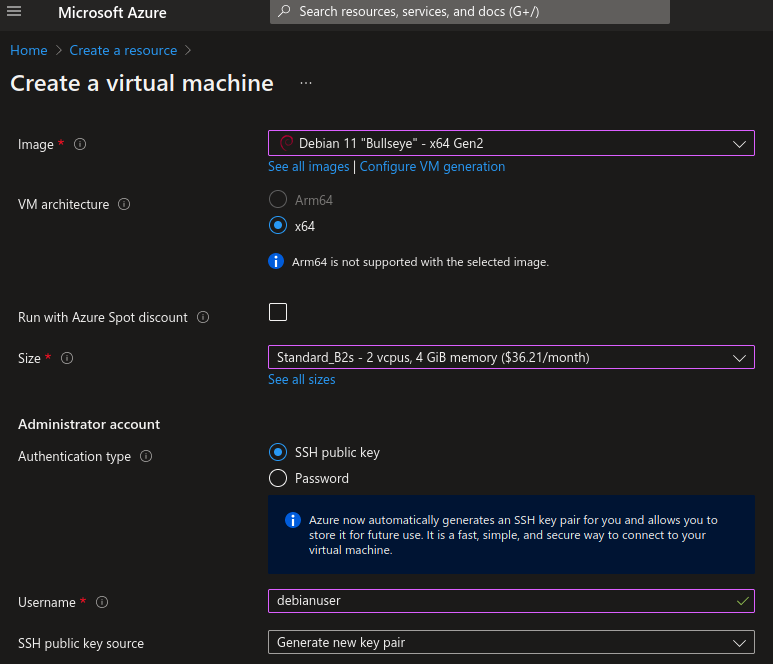 Microsoft Azure
Search resources, services, and docs (G+/)
Home > Create a resource >
Create a virtual machine ...
Image *
Debian 11 "Bullseye" - x64 Gen2
See all images | Configure VM generation
VM architecture
Arm64
x64
Arm64 is not supported with the selected image.
Run with Azure Spot discount
Size *
Standard_B2s - 2 vcpus, 4 GiB memory ($36.21/month)
See all sizes
Administrator account
Authentication type
SSH public key
Password
Azure now automatically generates an SSH key pair for you and allows you to
store it for future use. It is a fast, simple, and secure way to connect to your
virtual machine.
Username *
debianuser
SSH public key source
Generate new key pair